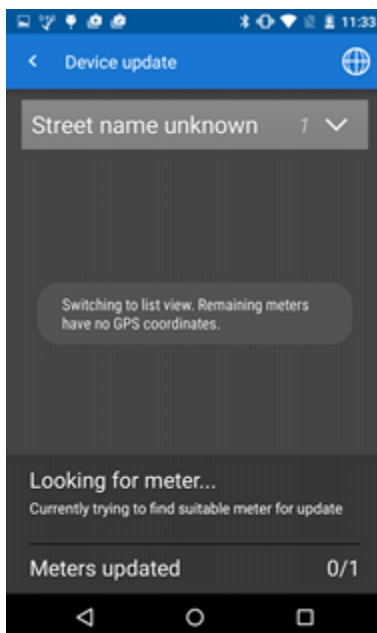 11:33
Device update
Street name unknown 1
Switching to list view. Remaining meters
have no GPS coordinates.
Looking for meter...
Currently trying to find suitable meter for update
Meters updated 0/1